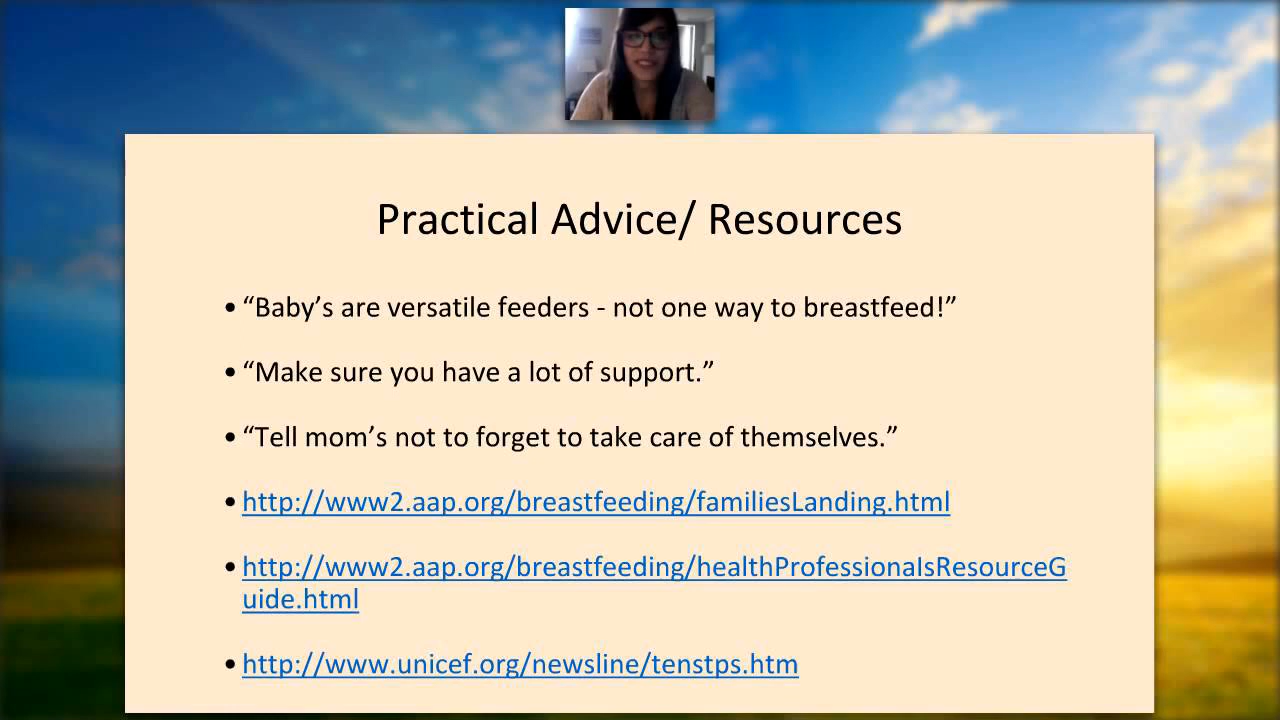 Practical Advice/ Resources
• “Baby’s are versatile feeders - not one way to breastfeed!”
• “Make sure you have a lot of support.”
• “Tell mom’s not to forget to take care of themselves.”
• http://www2.aap.org/breastfeeding/familiesLanding.html
• http://www2.aap.org/breastfeeding/healthProfessionalsResourceG
uide.html
• http://www.unicef.org/newsline/tenstps.htm